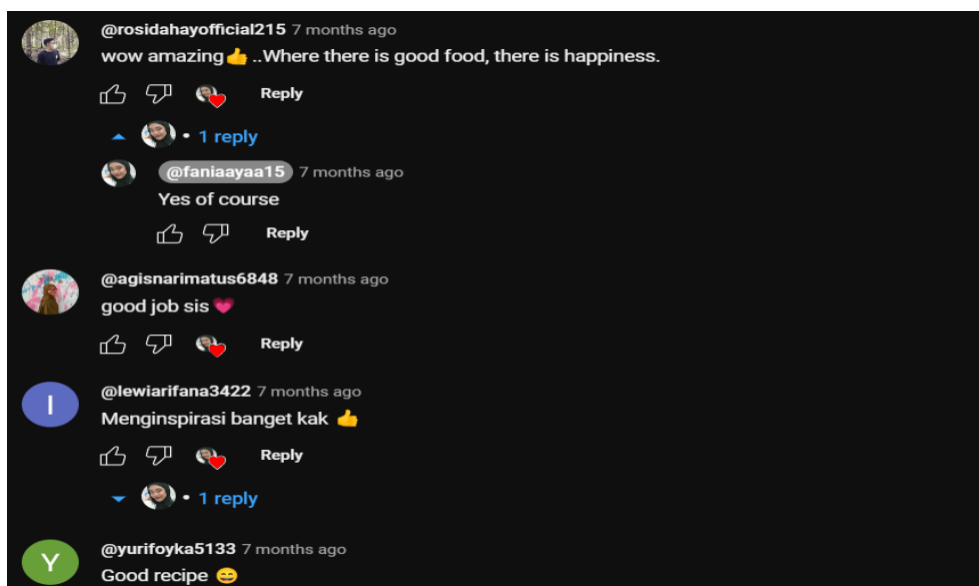 @rosidahayofficial215 7 months ago
wow amazing👍 ..Where there is good food, there is happiness.
Reply
• 1 reply
@faniaayaa15 7 months ago
Yes of course
Reply
@agisnarimatus6848 7 months ago
good job sis 💗
Reply
@lewiarifana3422 7 months ago
I
Menginspirasi banget kak 👍
Reply
• 1 reply
@yurifoyka5133 7 months ago
Y
Good recipe 😄